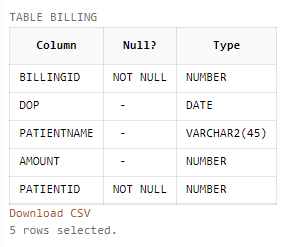 TABLE BILLING
Column Null? Type
BILLINGID NOT NULL NUMBER
DOP - DATE
PATIENTNAME - VARCHAR2(45)
AMOUNT - NUMBER
PATIENTID NOT NULL NUMBER
Download CSV
5 rows selected.